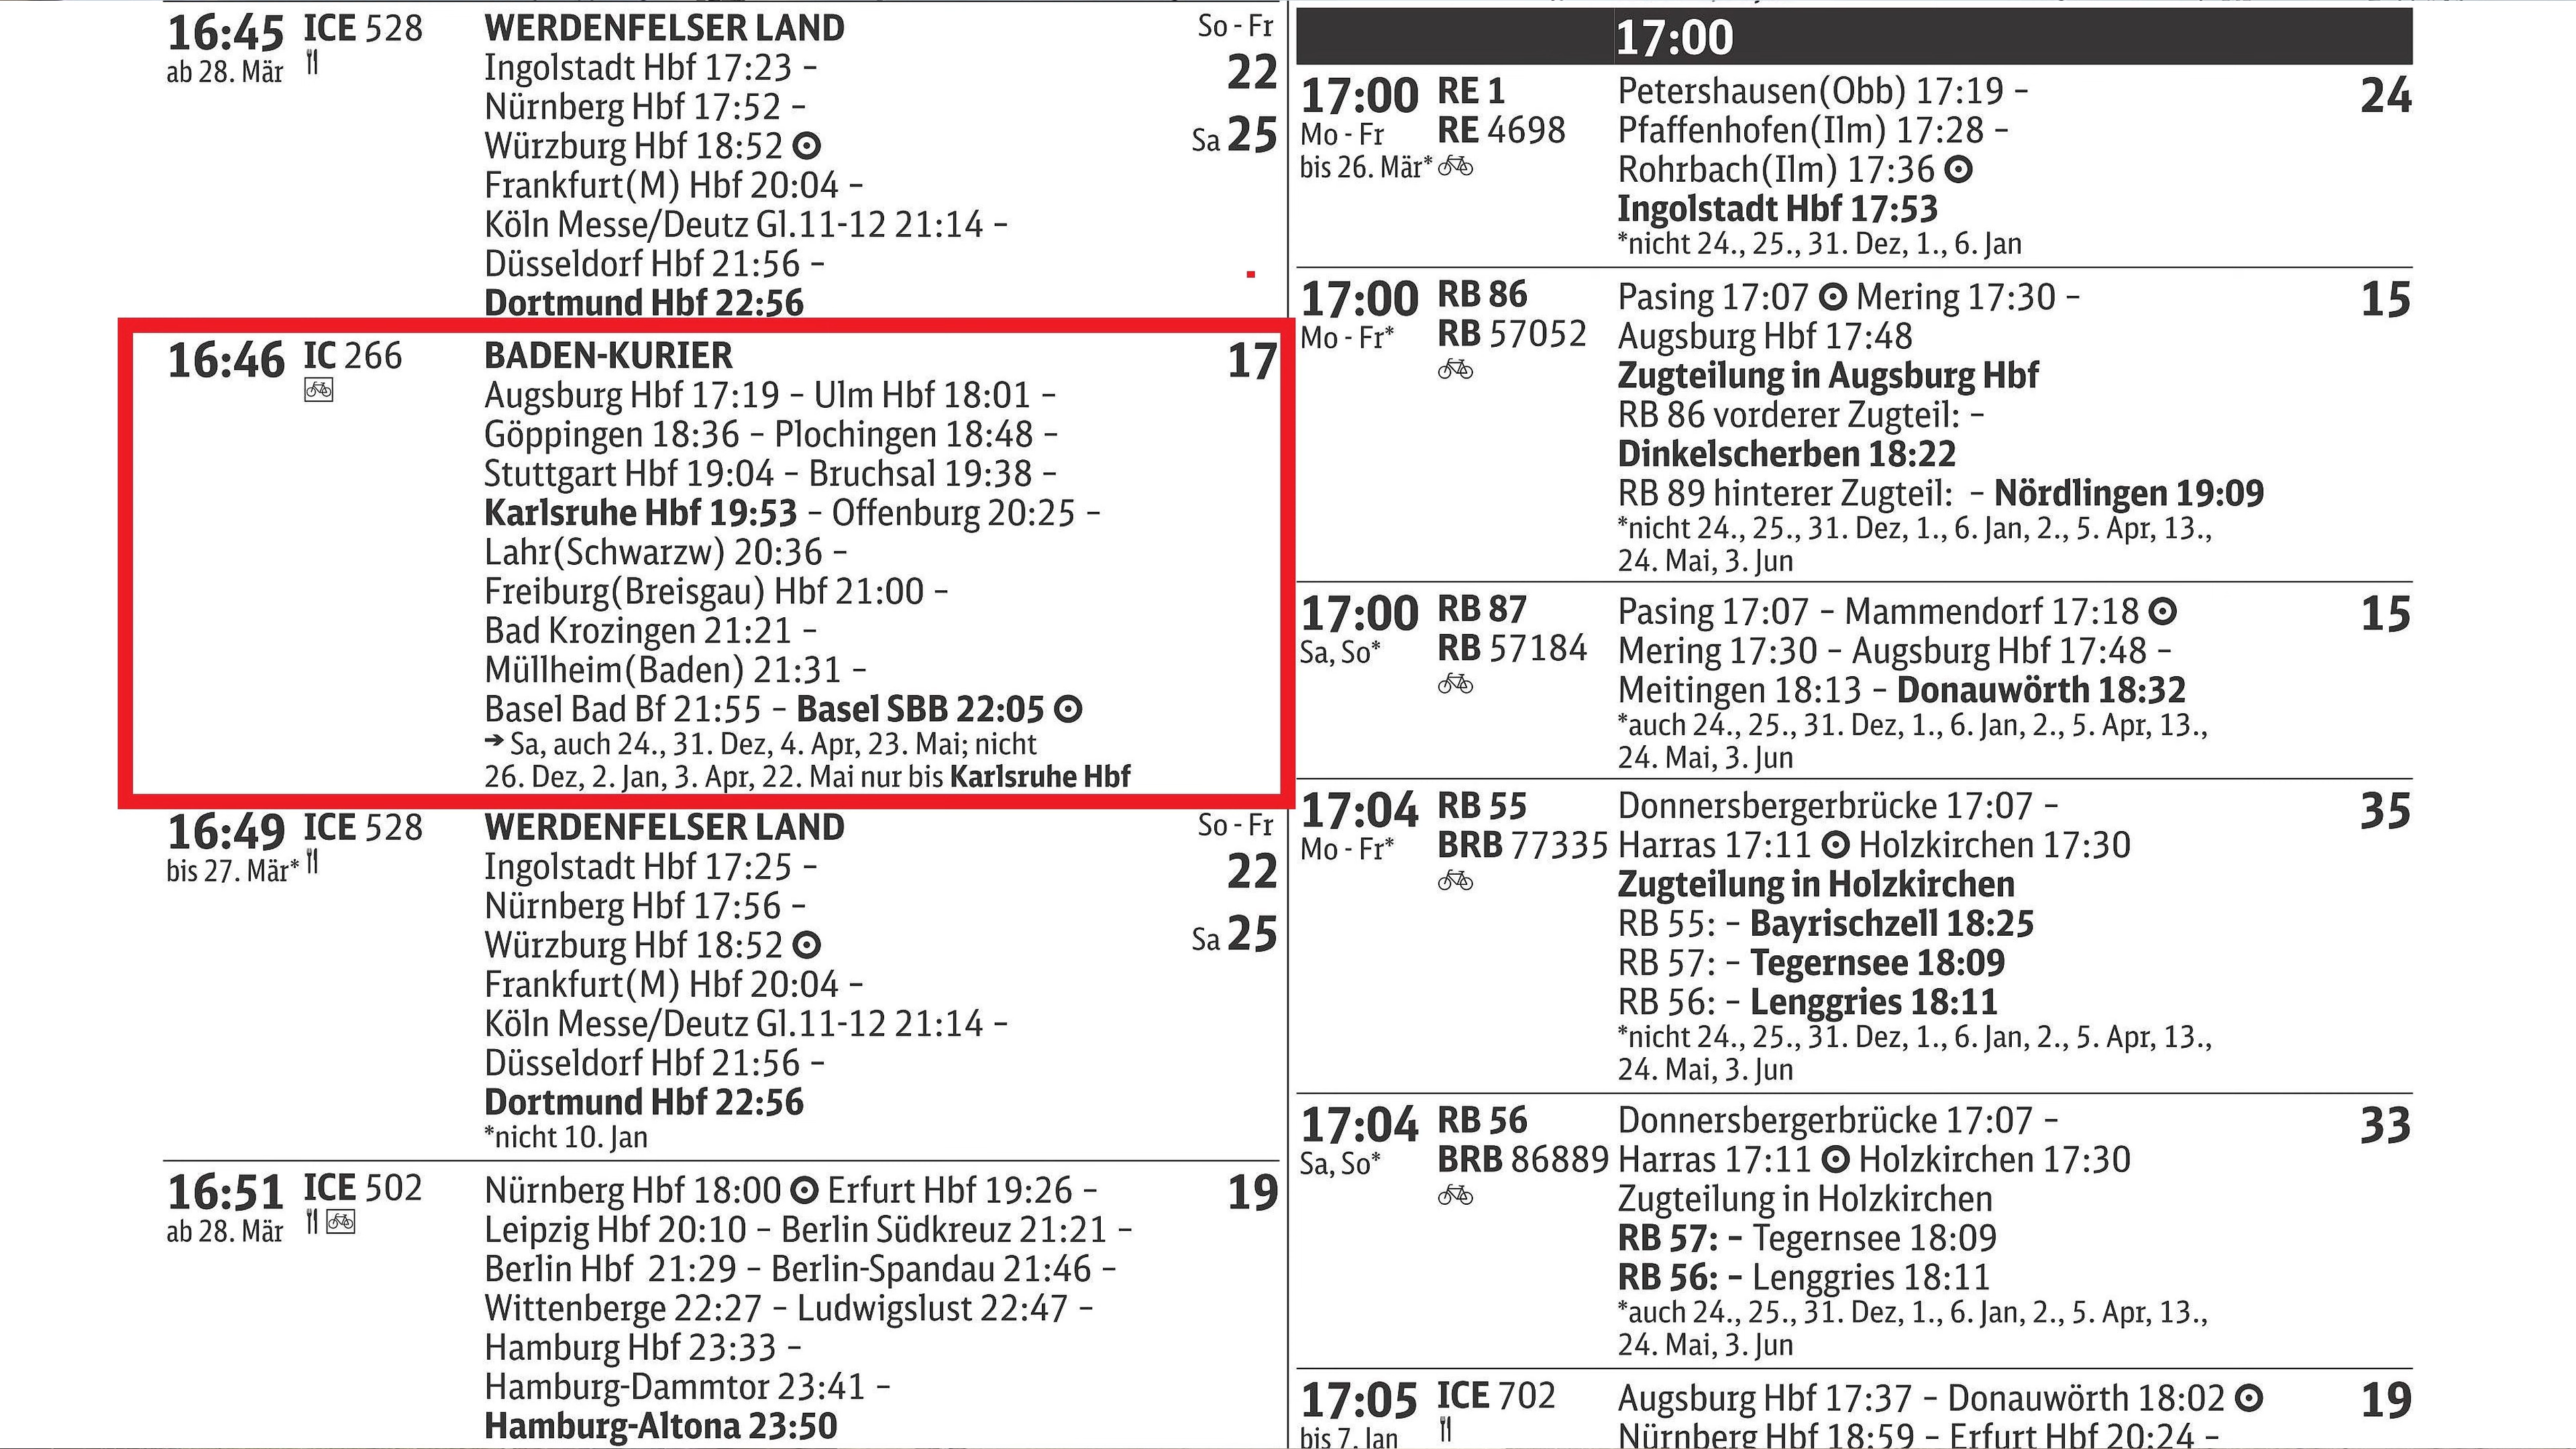 16:45 ICE 528 WERDENFELSER LAND So - Fr
ab 28. Mär Ingolstadt Hbf 17:23 – 22
Nürnberg Hbf 17:52 –
Würzburg Hbf 18:52 Sa 25
Frankfurt(M) Hbf 20:04 –
Köln Messe/Deutz Gl.11-12 21:14 –
Düsseldorf Hbf 21:56 –
Dortmund Hbf 22:56
16:46 IC 266 BADEN-KURIER 17
Augsburg Hbf 17:19 – Ulm Hbf 18:01 –
Göppingen 18:36 – Plochingen 18:48 –
Stuttgart Hbf 19:04 – Bruchsal 19:38 –
Karlsruhe Hbf 19:53 – Offenburg 20:25 –
Lahr(Schwarzw) 20:36 –
Freiburg(Breisgau) Hbf 21:00 –
Bad Krozingen 21:21 –
Müllheim(Baden) 21:31 –
Basel Bad Bf 21:55 – Basel SBB 22:05
➔ Sa, auch 24., 31. Dez, 4. Apr, 23. Mai; nicht
26. Dez, 2. Jan, 3. Apr, 22. Mai nur bis Karlsruhe Hbf
16:49 ICE 528 WERDENFELSER LAND So - Fr
bis 27. Mär* Ingolstadt Hbf 17:25 – 22
Nürnberg Hbf 17:56 –
Würzburg Hbf 18:52 Sa 25
Frankfurt(M) Hbf 20:04 –
Köln Messe/Deutz Gl.11-12 21:14 –
Düsseldorf Hbf 21:56 –
Dortmund Hbf 22:56
*nicht 10. Jan
16:51 ICE 502 Nürnberg Hbf 18:00 Erfurt Hbf 19:26 – 19
ab 28. Mär Leipzig Hbf 20:10 – Berlin Südkreuz 21:21 –
Berlin Hbf 21:29 – Berlin-Spandau 21:46 –
Wittenberge 22:27 – Ludwigslust 22:47 –
Hamburg Hbf 23:33 –
Hamburg-Dammtor 23:41 –
Hamburg-Altona 23:50
17:00
17:00 RE 1 Petershausen(Obb) 17:19 – 24
Mo - Fr RE 4698 Pfaffenhofen(Ilm) 17:28 –
bis 26. Mär* Rohrbach(Ilm) 17:36
Ingolstadt Hbf 17:53
*nicht 24., 25., 31. Dez, 1., 6. Jan
17:00 RB 86 Pasing 17:07 Mering 17:30 – 15
Mo - Fr* RB 57052 Augsburg Hbf 17:48
Zugteilung in Augsburg Hbf
RB 86 vorderer Zugteil: –
Dinkelscherben 18:22
RB 89 hinterer Zugteil: – Nördlingen 19:09
*nicht 24., 25., 31. Dez, 1., 6. Jan, 2., 5. Apr, 13.,
24. Mai, 3. Jun
17:00 RB 87 Pasing 17:07 – Mammendorf 17:18 15
Sa, So* RB 57184 Mering 17:30 – Augsburg Hbf 17:48 –
Meitingen 18:13 – Donauwörth 18:32
*auch 24., 25., 31. Dez, 1., 6. Jan, 2., 5. Apr, 13.,
24. Mai, 3. Jun
17:04 RB 55 Donnersbergerbrücke 17:07 – 35
Mo - Fr* BRB 77335 Harras 17:11 Holzkirchen 17:30
Zugteilung in Holzkirchen
RB 55: – Bayrischzell 18:25
RB 57: – Tegernsee 18:09
RB 56: – Lenggries 18:11
*nicht 24., 25., 31. Dez, 1., 6. Jan, 2., 5. Apr, 13.,
24. Mai, 3. Jun
17:04 RB 56 Donnersbergerbrücke 17:07 – 33
Sa, So* BRB 86889 Harras 17:11 Holzkirchen 17:30
Zugteilung in Holzkirchen
RB 57: – Tegernsee 18:09
RB 56: – Lenggries 18:11
*auch 24., 25., 31. Dez, 1., 6. Jan, 2., 5. Apr, 13.,
24. Mai, 3. Jun
17:05 ICE 702 Augsburg Hbf 17:37 – Donauwörth 18:02 19
bis 7. Jan Nürnberg Hbf 18:59 – Erfurt Hbf 20:24 –